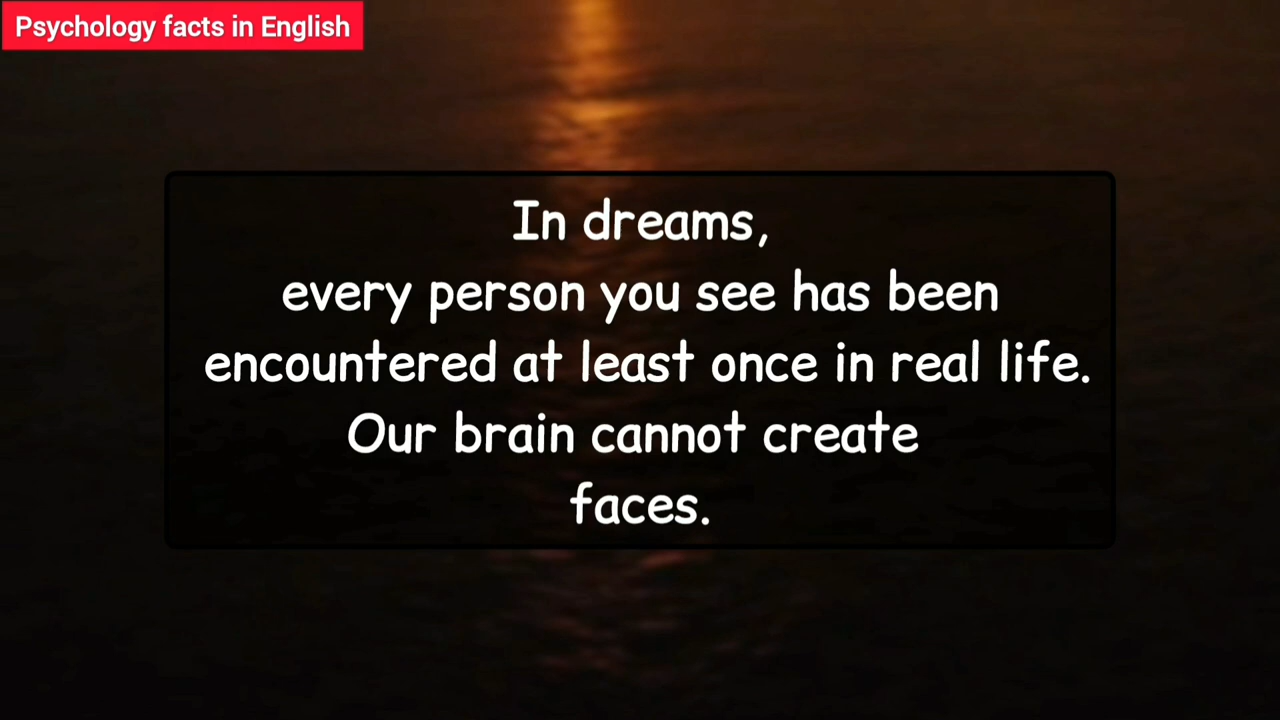 Psychology facts in English
In dreams,
every person you see has been
encountered at least once in real life.
Our brain cannot create
faces.